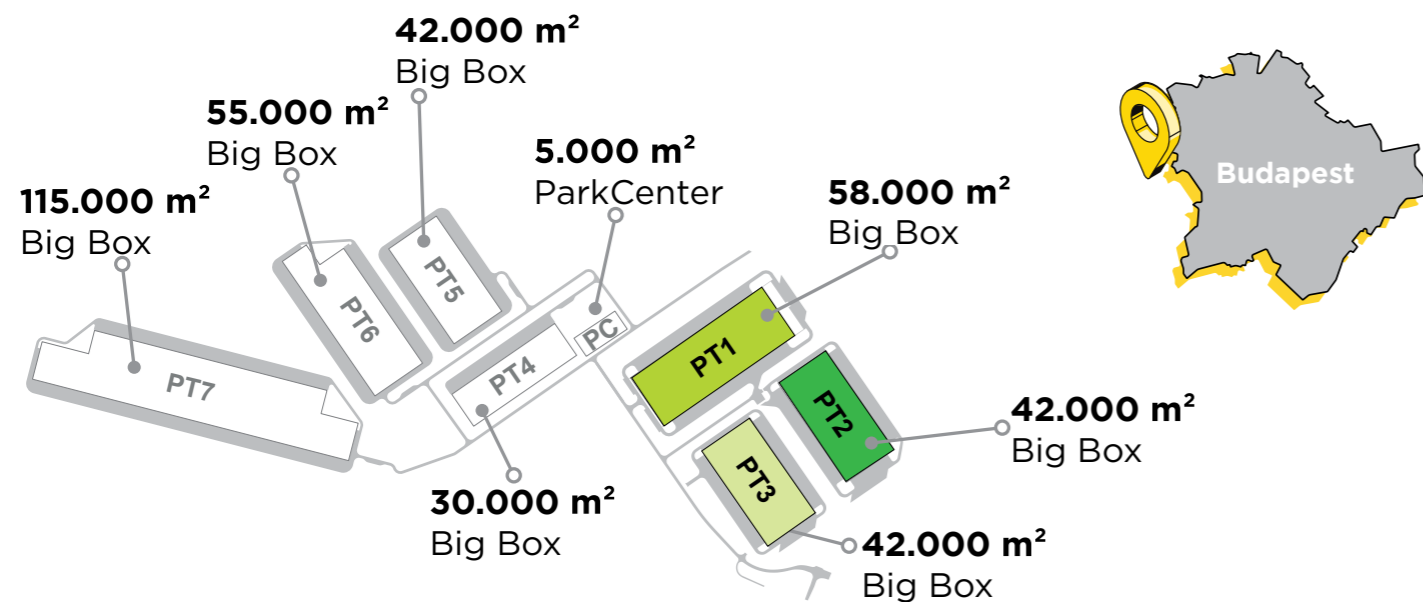 42.000 m²
Big Box
55.000 m²
Big Box
5.000 m²
ParkCenter
115.000 m²
Big Box
58.000 m²
Big Box
Budapest
PT5
PT6
PC
PT4
PT7
PT1
PT2
PT3
42.000 m²
Big Box
30.000 m²
Big Box
42.000 m²
Big Box